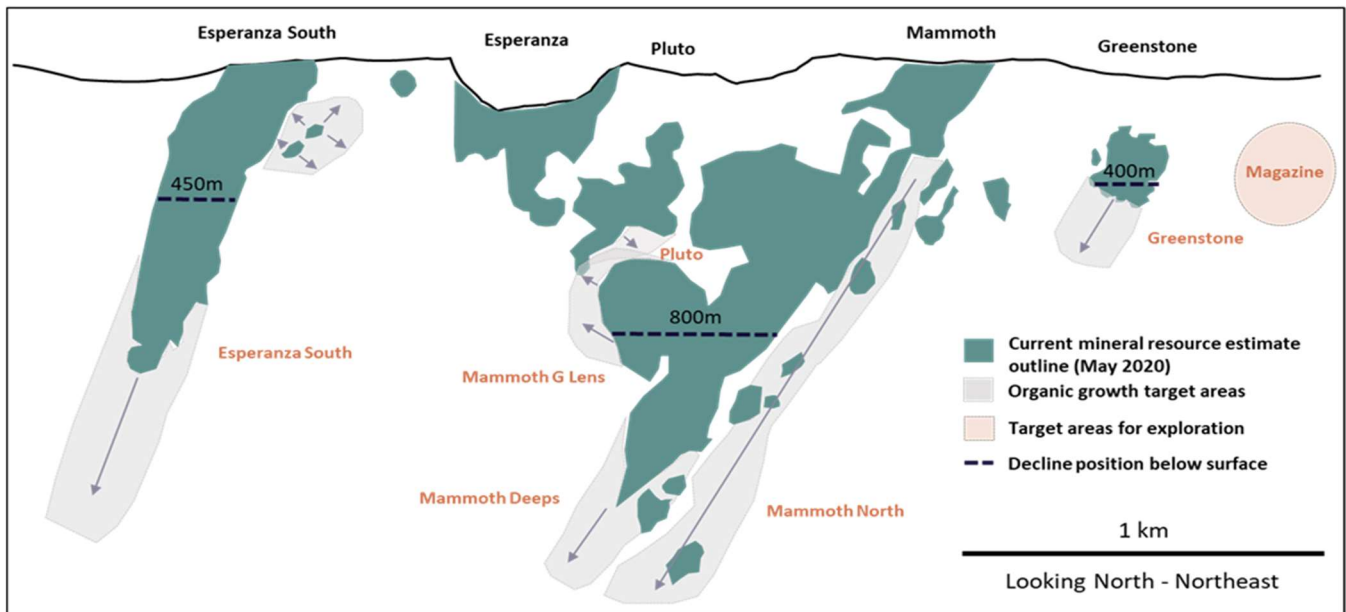 Esperanza South
Esperanza
Pluto
Mammoth
Greenstone
450m
400m
Magazine
Greenstone
Pluto
800m
Esperanza South
Mammoth G Lens
Mammoth Deeps
Mammoth North
Current mineral resource estimate
outline (May 2020)
Organic growth target areas
Target areas for exploration
Decline position below surface
1 km
Looking North - Northeast